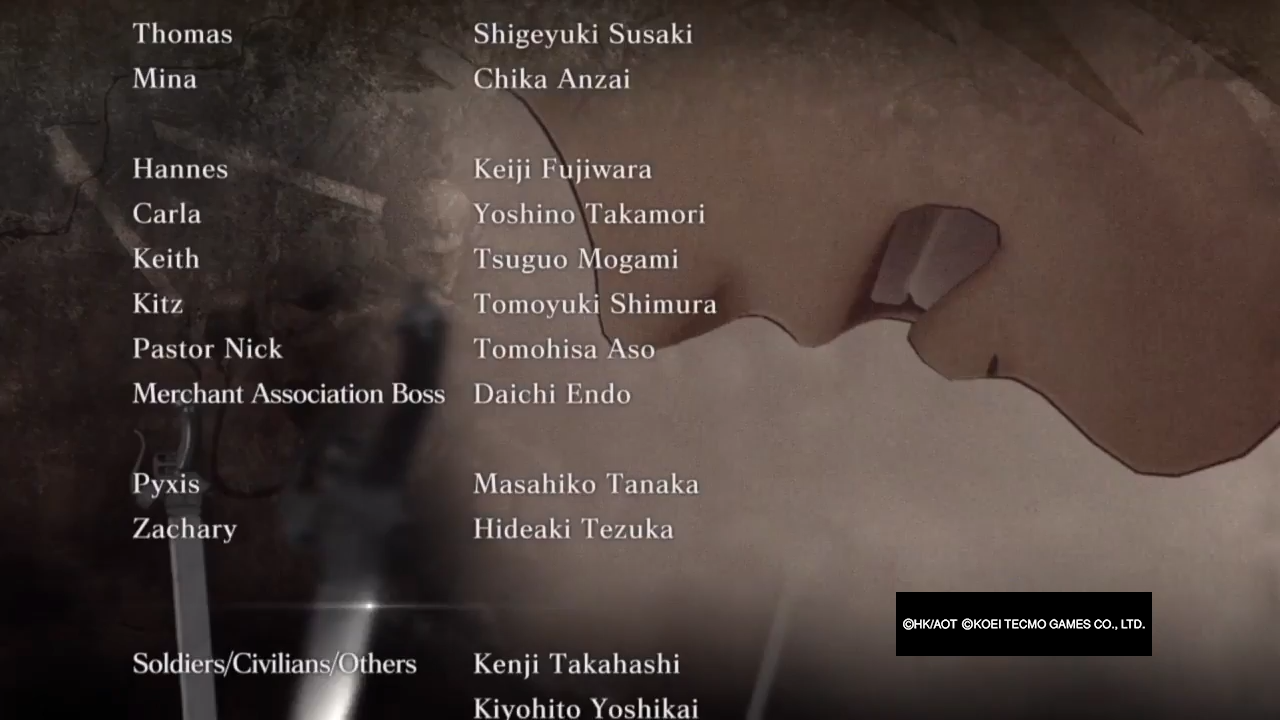 Thomas Shigeyuki Susaki
Mina Chika Anzai
Hannes Keiji Fujiwara
Carla Yoshino Takamori
Keith Tsuguo Mogami
Kitz Tomoyuki Shimura
Pastor Nick Tomohisa Aso
Merchant Association Boss Daichi Endo
Pyxis Masahiko Tanaka
Zachary Hideaki Tezuka
©HK/AOT ©KOEI TECMO GAMES CO., LTD.
Soldiers/Civilians/Others Kenji Takahashi
Kiyohito Yoshikai